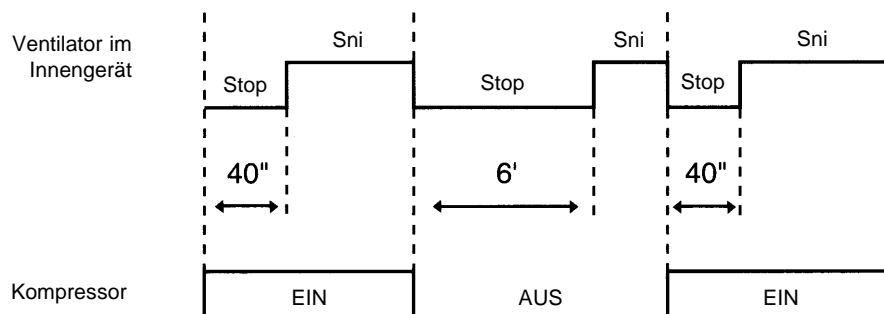 Ventilator im
Innengerät
Sni
Sni
Sni
Stop
Stop
Stop
40"
6'
40"
Kompressor
EIN
AUS
EIN